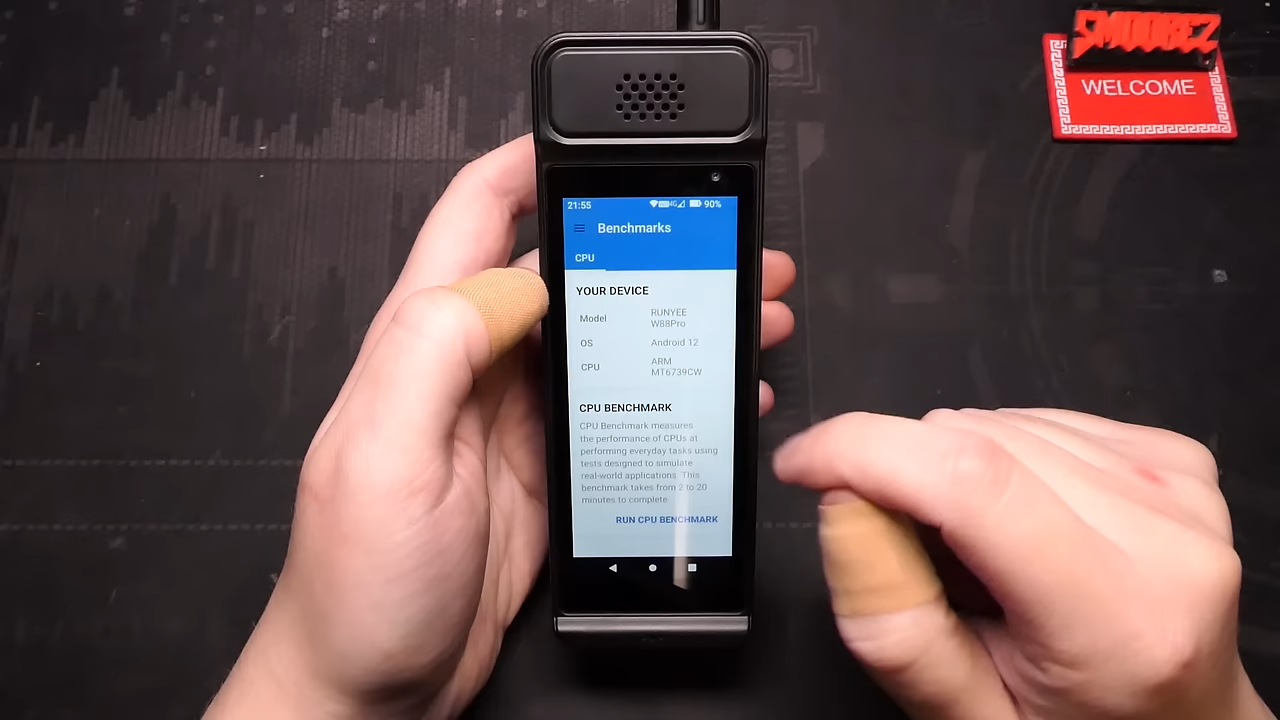 SMOOREZ
WELCOME
21:55
4G
90%
Benchmarks
CPU
YOUR DEVICE
Model
RUNYEE
W88Pro
OS
Android 12
CPU
ARM
MT6739CW
CPU BENCHMARK
CPU Benchmark measures
the performance of CPUs at
performing everyday tasks using
tests designed to simulate
real-world applications. This
benchmark takes from 2 to 20
minutes to complete
RUN CPU BENCHMARK